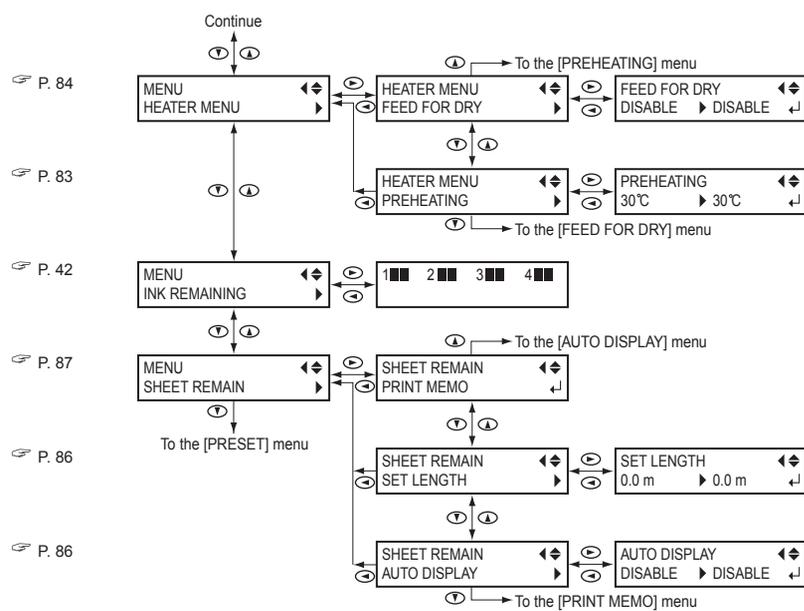 Continue
To the [PREHEATING] menu
P. 84
MENU
HEATER MENU
HEATER MENU
FEED FOR DRY
FEED FOR DRY
DISABLE DISABLE
P. 83
HEATER MENU
PREHEATING
PREHEATING
30℃ 30℃
To the [FEED FOR DRY] menu
P. 42
MENU
INK REMAINING
1 2 3 4
To the [AUTO DISPLAY] menu
P. 87
MENU
SHEET REMAIN
SHEET REMAIN
PRINT MEMO
To the [PRESET] menu
P. 86
SHEET REMAIN
SET LENGTH
SET LENGTH
0.0 m 0.0 m
P. 86
SHEET REMAIN
AUTO DISPLAY
AUTO DISPLAY
DISABLE DISABLE
To the [PRINT MEMO] menu